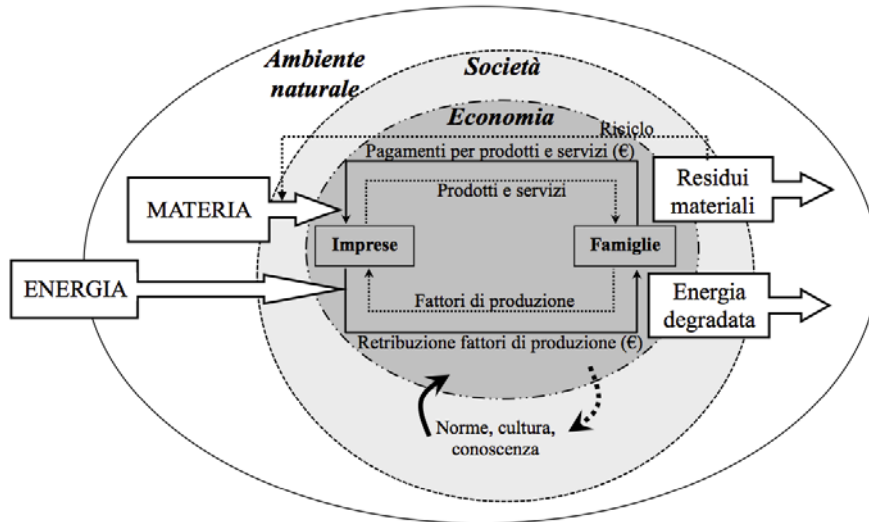 Ambiente
naturale
Società
Economia
Riciclo
Pagamenti per prodotti e servizi (€)
Residui
materiali
MATERIA
Prodotti e servizi
Imprese
Famiglie
ENERGIA
Fattori di produzione
Energia
degradata
Retribuzione fattori di produzione (€)
Norme, cultura,
conoscenza